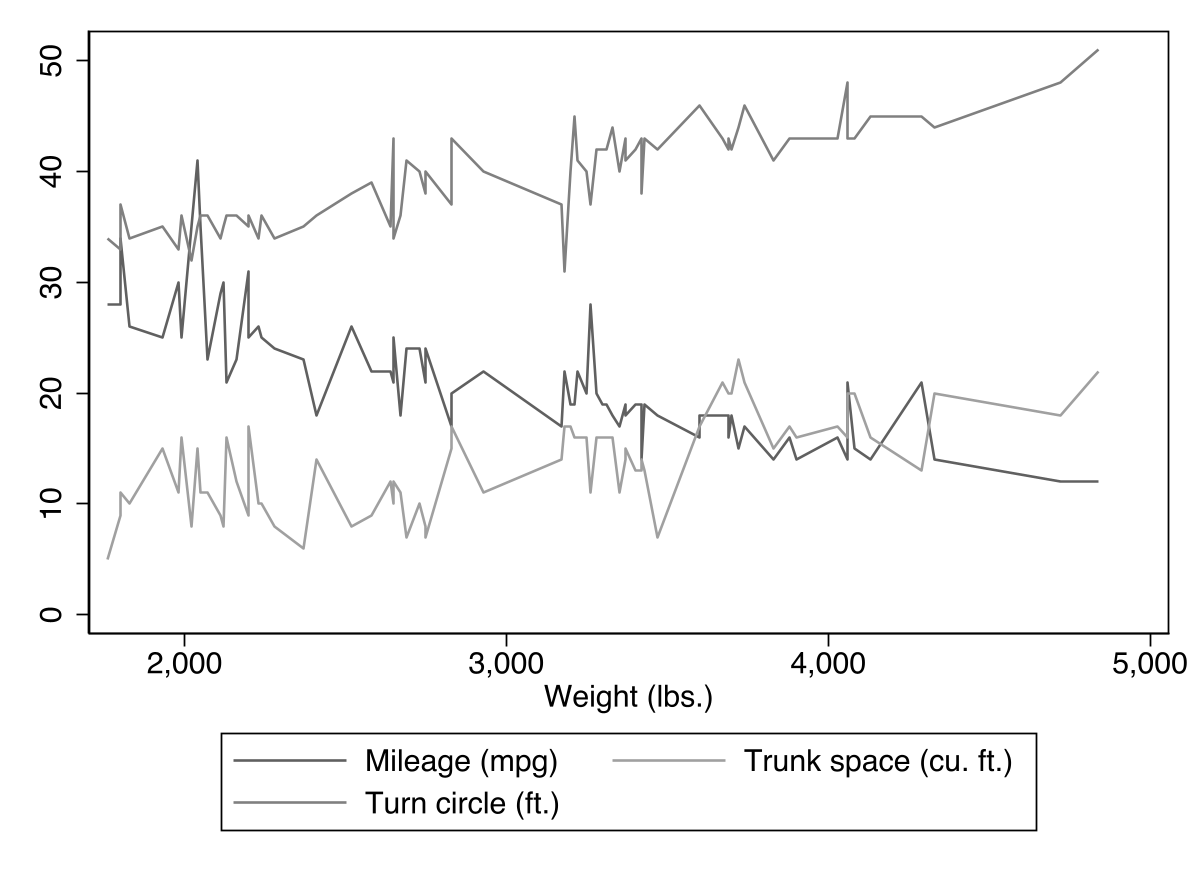 50
40
30
20
10
0
2,000 3,000 4,000 5,000
Weight (lbs.)
Mileage (mpg) Trunk space (cu. ft.)
Turn circle (ft.)